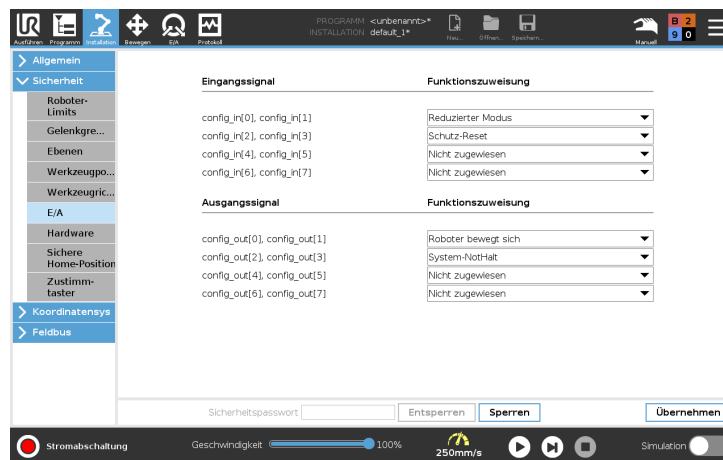 UR
PROGRAMM <unbenannt>*
INSTALLATION default_1*
Ausführen Programm Installation Bewegen E/A Protokoll Neu... Öffnen... Speichern... Manuell
B 2
9 0
Allgemein
Sicherheit
Roboter-
Limits
Gelenkgre...
Ebenen
Werkzeugpo...
Werkzeugric...
E/A
Hardware
Sichere
Home-Position
Zustimm-
taster
Koordinatensys
Feldbus
Eingangssignal Funktionszuweisung
config_in[0], config_in[1] Reduzierter Modus
config_in[2], config_in[3] Schutz-Reset
config_in[4], config_in[5] Nicht zugewiesen
config_in[6], config_in[7] Nicht zugewiesen
Ausgangssignal Funktionszuweisung
config_out[0], config_out[1] Roboter bewegt sich
config_out[2], config_out[3] System-NotHalt
config_out[4], config_out[5] Nicht zugewiesen
config_out[6], config_out[7] Nicht zugewiesen
Sicherheitspasswort Entsperren Sperren Übernehmen
Stromabschaltung Geschwindigkeit 100% 250mm/s Simulation